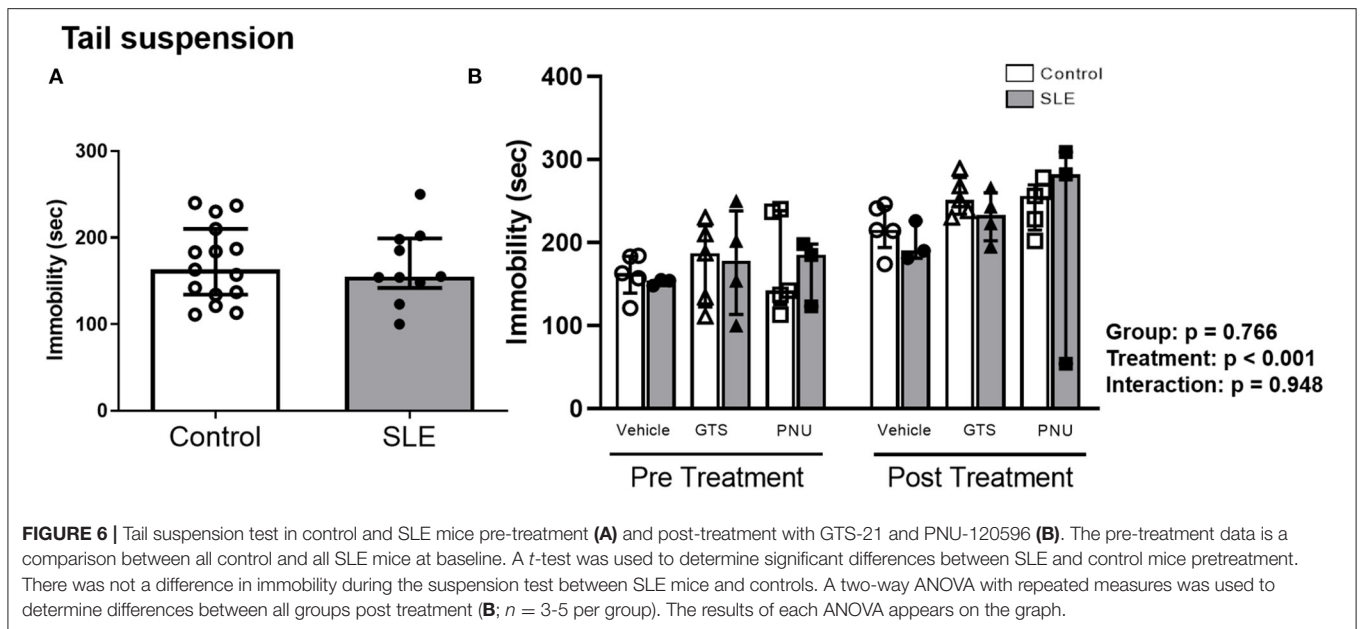 Tail suspension
A
B
300
200
100
0
Immobility (sec)
Control
SLE
400
300
200
100
0
Immobility (sec)
Control
SLE
Vehicle GTS PNU Vehicle GTS PNU
Pre Treatment Post Treatment
Group: p = 0.766
Treatment: p < 0.001
Interaction: p = 0.948
FIGURE 6 | Tail suspension test in control and SLE mice pre-treatment (A) and post-treatment with GTS-21 and PNU-120596 (B). The pre-treatment data is a
comparison between all control and all SLE mice at baseline. A t-test was used to determine significant differences between SLE and control mice pretreatment.
There was not a difference in immobility during the suspension test between SLE mice and controls. A two-way ANOVA with repeated measures was used to
determine differences between all groups post treatment (B; n = 3-5 per group). The results of each ANOVA appears on the graph.